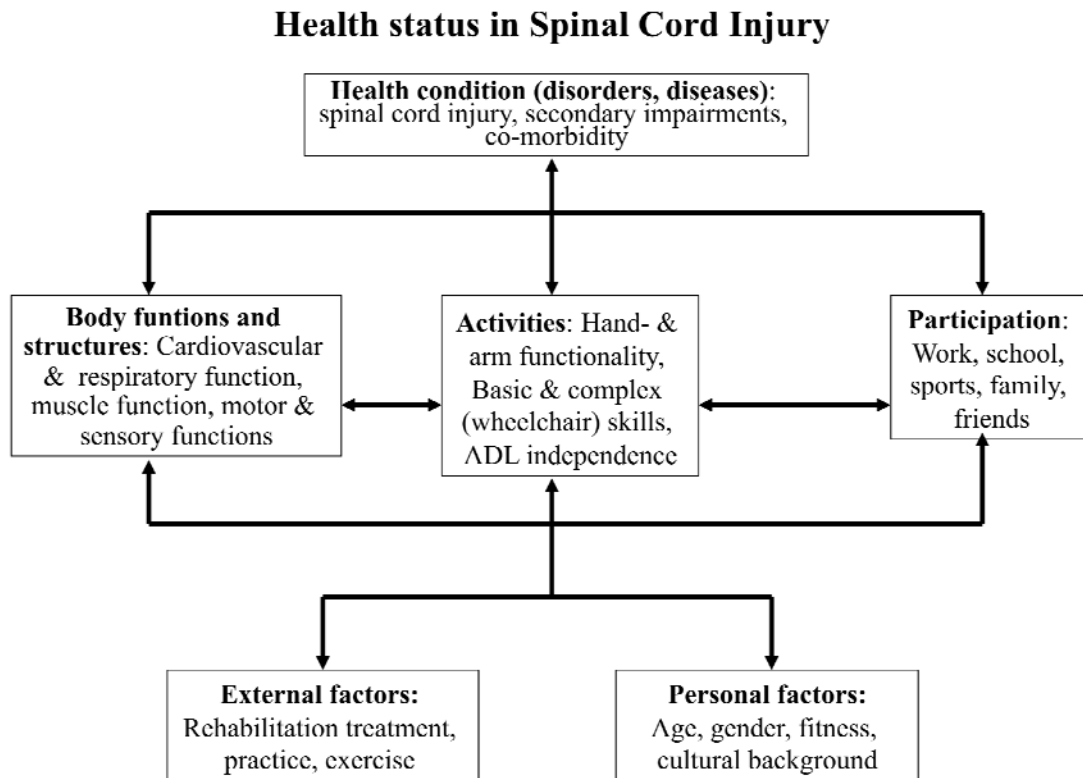 Health status in Spinal Cord Injury
Health condition (disorders, diseases):
spinal cord injury, secondary impairments,
co-morbidity
Body funtions and
structures: Cardiovascular
& respiratory function,
muscle function, motor &
sensory functions
Activities: Hand- &
arm functionality,
Basic & complex
(wheelchair) skills,
ADL independence
Participation:
Work, school,
sports, family,
friends
External factors:
Rehabilitation treatment,
practice, exercise
Personal factors:
Age, gender, fitness,
cultural background